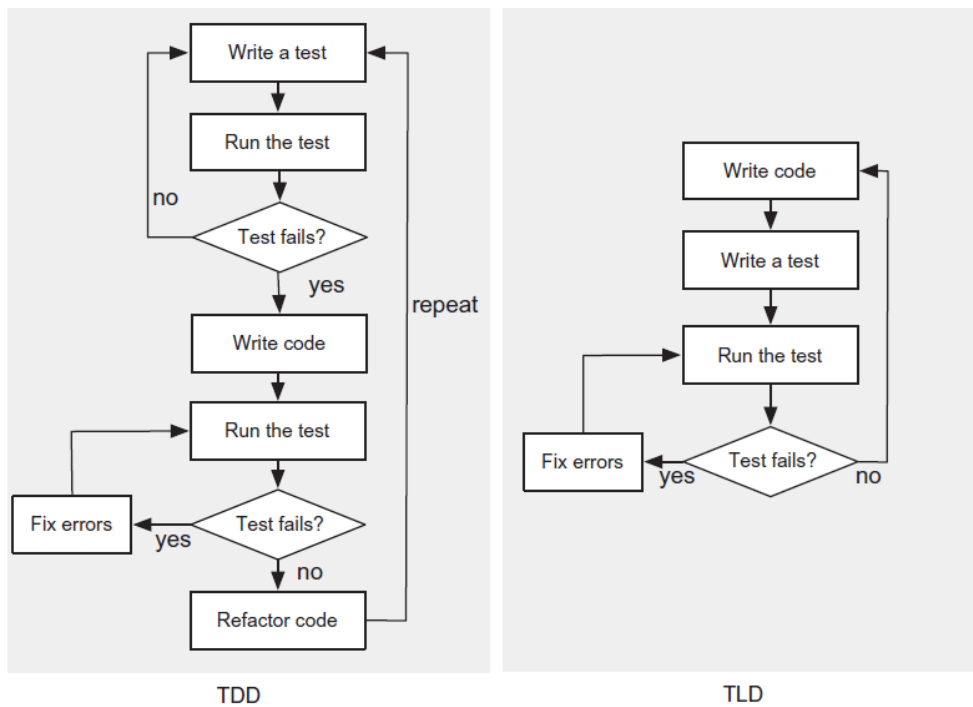 Write a test
Run the test
no
Test fails?
yes
repeat
Write code
Run the test
Fix errors
Test fails?
yes
no
Refactor code
TDD
Write code
Write a test
Run the test
Fix errors
Test fails?
yes
no
TLD